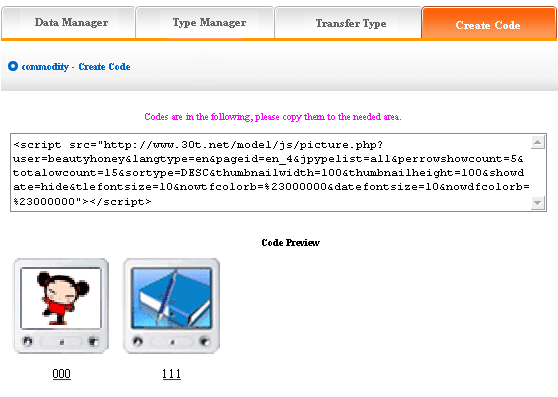 Data Manager Type Manager Transfer Type Create Code
commodity - Create Code
Codes are in the following, please copy them to the needed area.
<script src="http://www.30t.net/model/js/picture.php?
user=beautyhoney&langtype=en&pageid=en_4&jpypelist=all&perrowshowcount=5&
totalowcount=15&sortype=DESC&thumbnailwidth=100&thumbnailheight=100&showd
ate=hide&tlefontsize=10&nowtfcolorb=%23000000&datefontsize=10&nowdfcolorb=
%23000000"></script>
Code Preview
000 111